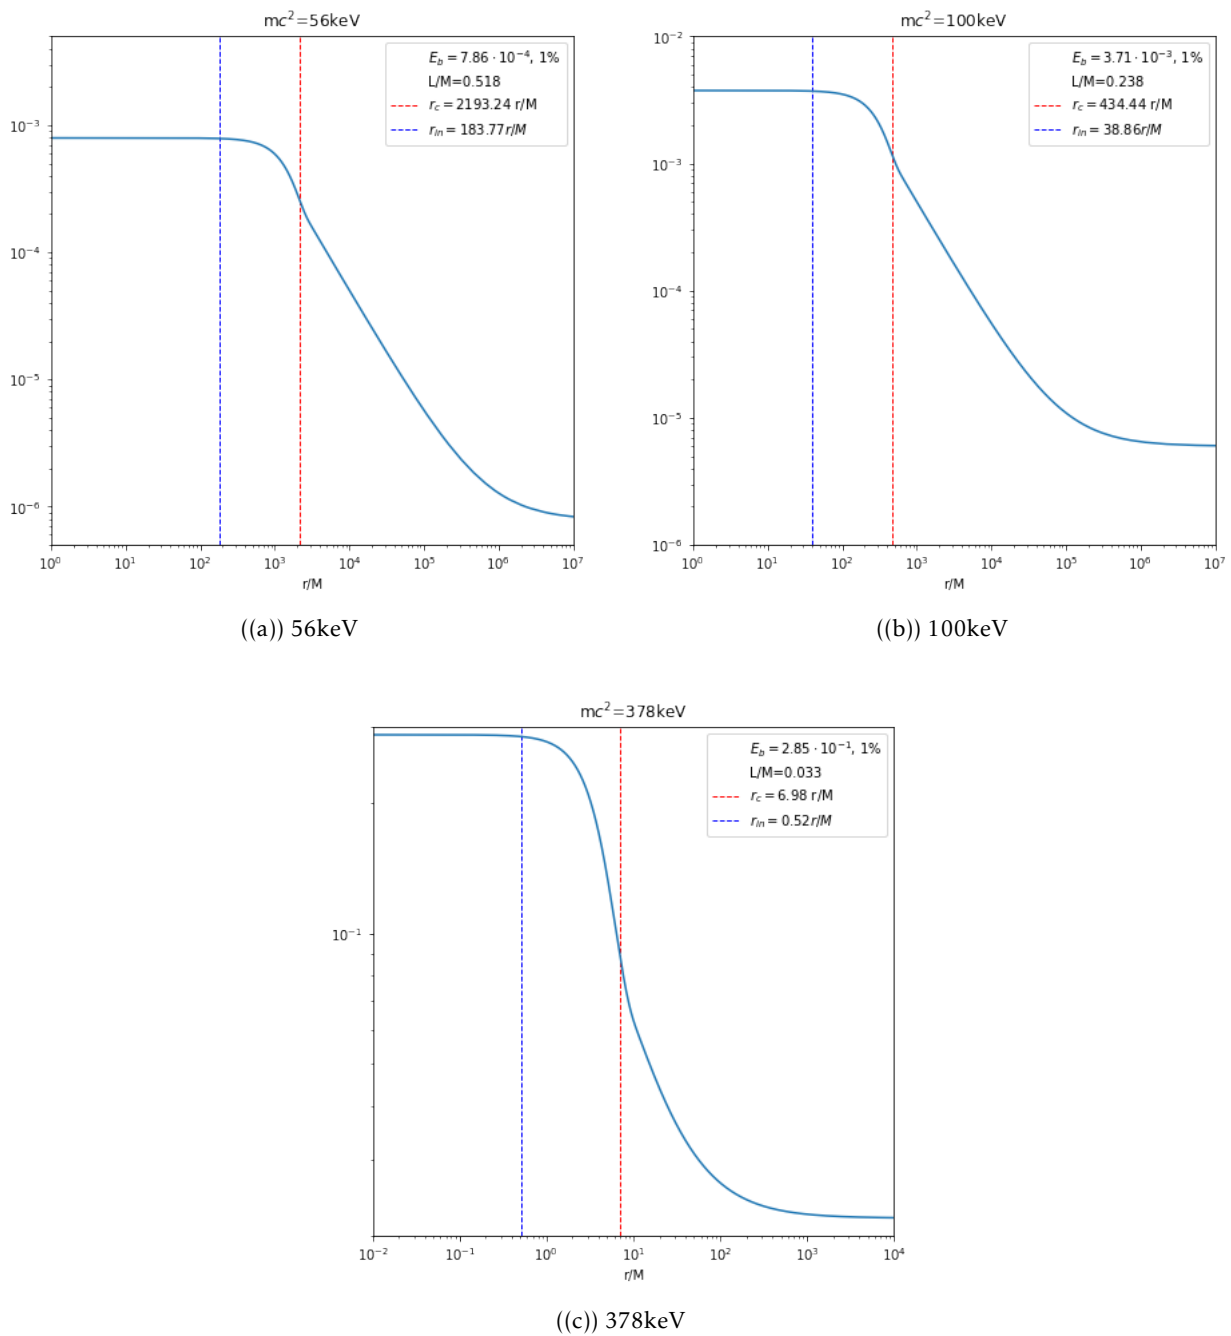 mc²=56keV
E_b = 7.86 · 10⁻⁴, 1%
L/M=0.518
r_c = 2193.24 r/M
r_in = 183.77r/M
10⁻³
10⁻⁴
10⁻⁵
10⁻⁶
10⁰ 10¹ 10² 10³ 10⁴ 10⁵ 10⁶ 10⁷
r/M
((a)) 56keV
mc²=100keV
E_b = 3.71 · 10⁻³, 1%
L/M=0.238
r_c = 434.44 r/M
r_in = 38.86r/M
10⁻²
10⁻³
10⁻⁴
10⁻⁵
10⁻⁶
10⁰ 10¹ 10² 10³ 10⁴ 10⁵ 10⁶ 10⁷
r/M
((b)) 100keV
mc²=378keV
E_b = 2.85 · 10⁻¹, 1%
L/M=0.033
r_c = 6.98 r/M
r_in = 0.52r/M
10⁻¹
10⁻² 10⁻¹ 10⁰ 10¹ 10² 10³ 10⁴
r/M
((c)) 378keV